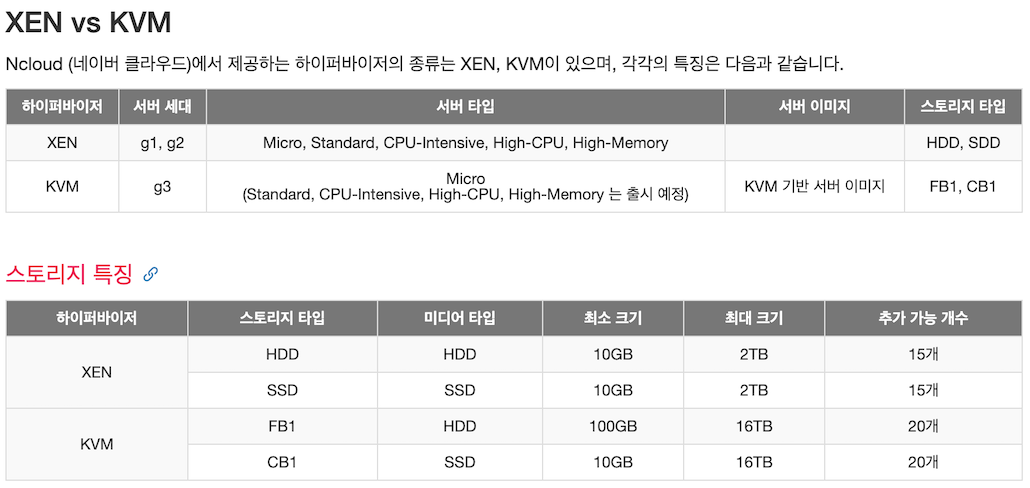 XEN vs KVM
Ncloud (네이버 클라우드)에서 제공하는 하이퍼바이저의 종류는 XEN, KVM이 있으며, 각각의 특징은 다음과 같습니다.
하이퍼바이저 서버 세대 서버 타입 서버 이미지 스토리지 타입
XEN g1, g2 Micro, Standard, CPU-Intensive, High-CPU, High-Memory HDD, SDD
KVM g3 Micro KVM 기반 서버 이미지 FB1, CB1
(Standard, CPU-Intensive, High-CPU, High-Memory 는 출시 예정)
스토리지 특징
하이퍼바이저 스토리지 타입 미디어 타입 최소 크기 최대 크기 추가 가능 개수
XEN HDD HDD 10GB 2TB 15개
SSD SSD 10GB 2TB 15개
KVM FB1 HDD 100GB 16TB 20개
CB1 SSD 10GB 16TB 20개